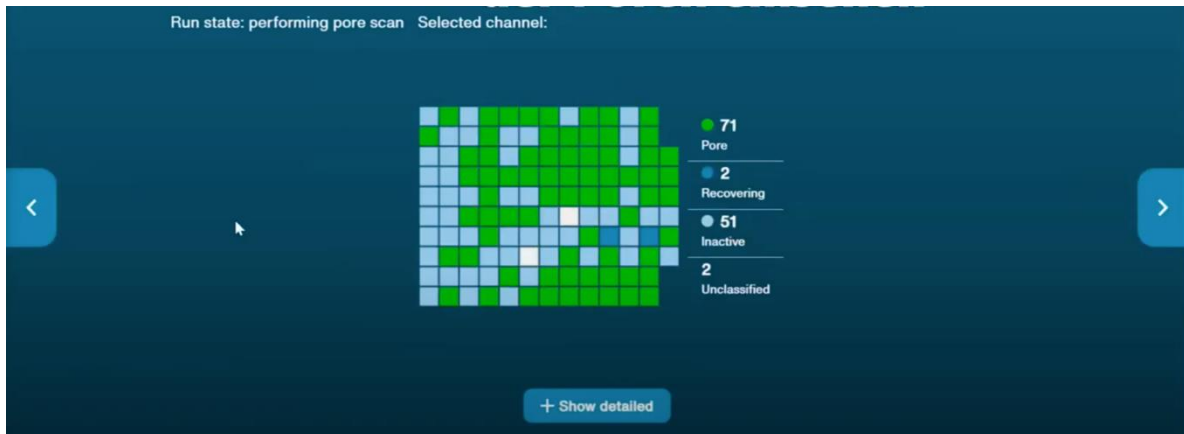 Run state: performing pore scan Selected channel:
71
Pore
2
Recovering
51
Inactive
2
Unclassified
+ Show detailed